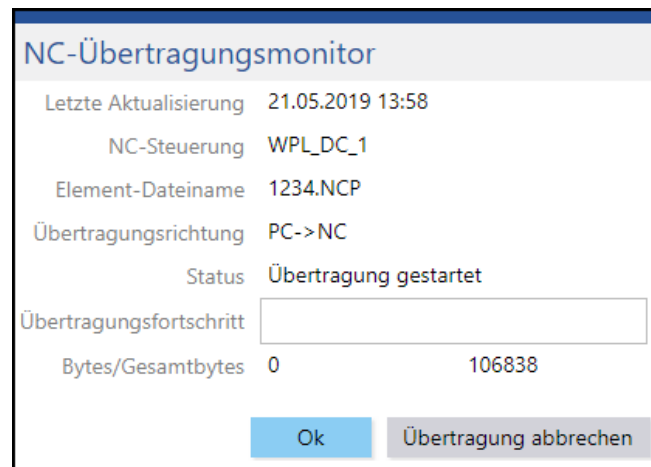 NC-Übertragungsmonitor
Letzte Aktualisierung 21.05.2019 13:58
NC-Steuerung WPL_DC_1
Element-Dateiname 1234.NCP
Übertragungsrichtung PC->NC
Status Übertragung gestartet
Übertragungsfortschritt
Bytes/Gesamtbytes 0 106838
Ok Übertragung abbrechen